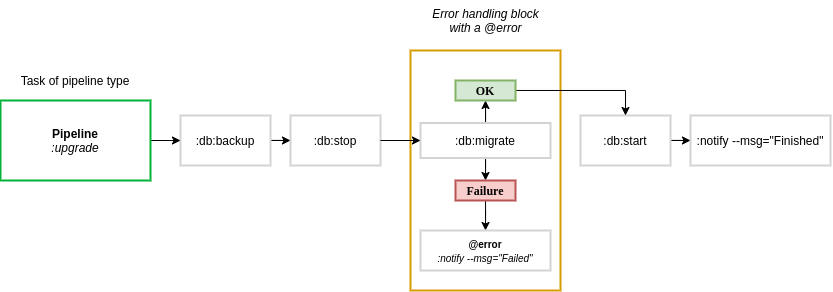 Error handling block
with a @error
Task of pipeline type
Pipeline
:upgrade
:db:backup
:db:stop
OK
:db:migrate
Failure
@error
:notify --msg="Failed"
:db:start
:notify --msg="Finished"